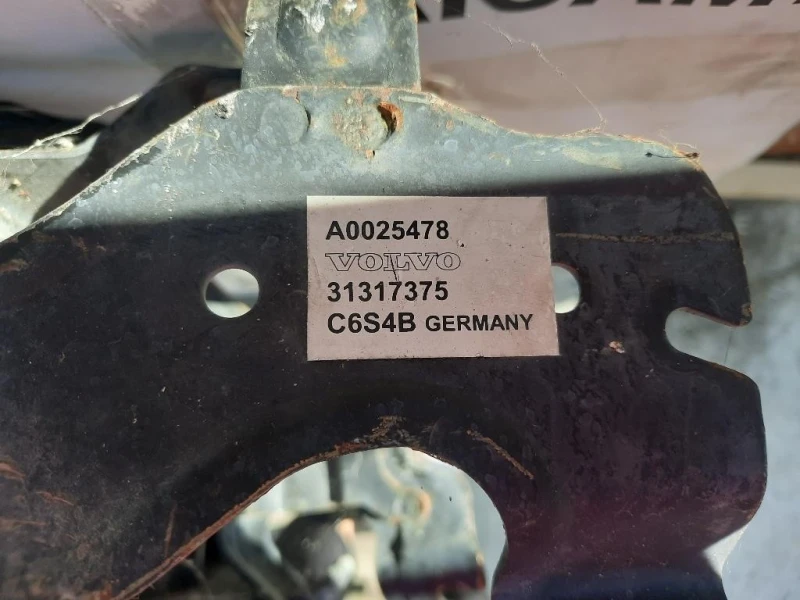 A0025478
VOLVO
31317375
C6S4B GERMANY